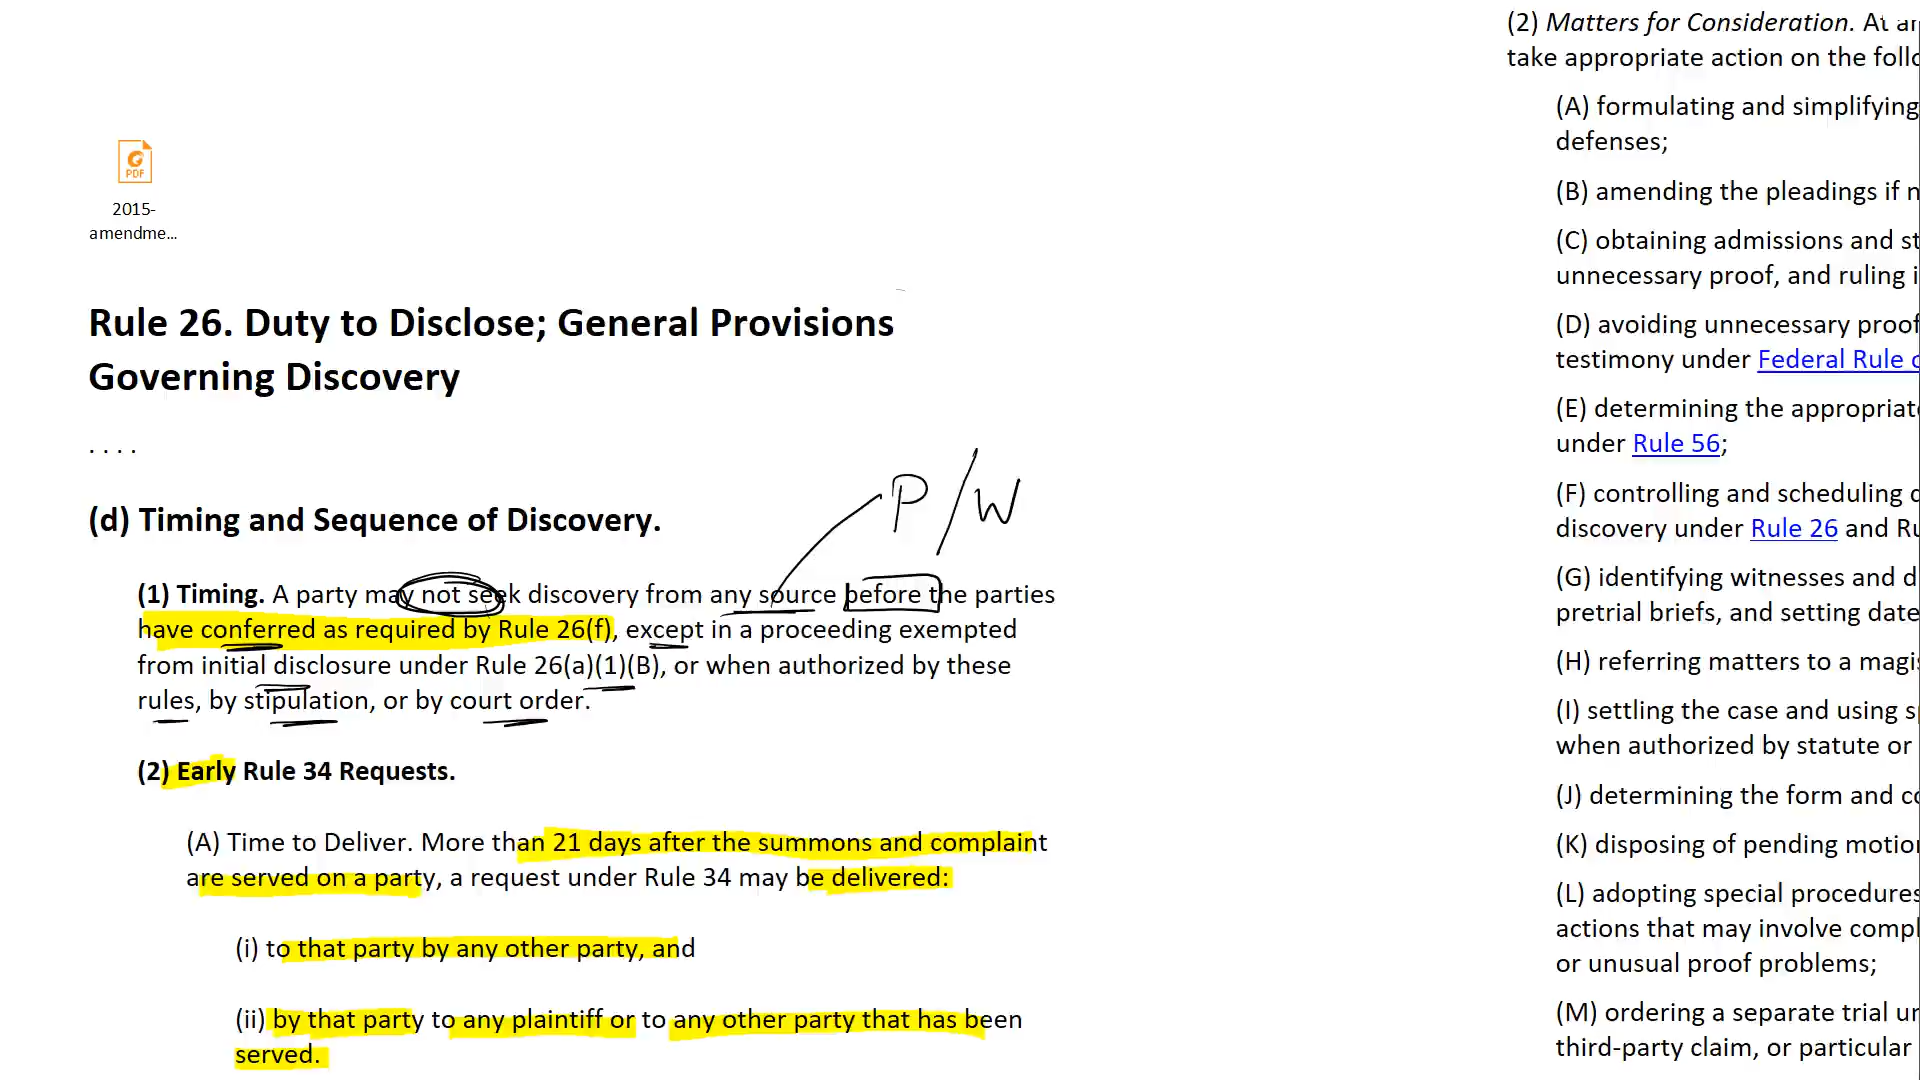 2015-
amendme...
Rule 26. Duty to Disclose; General Provisions
Governing Discovery
. . . .
(d) Timing and Sequence of Discovery.
P/W
(1) Timing. A party may not seek discovery from any source before the parties
have conferred as required by Rule 26(f), except in a proceeding exempted
from initial disclosure under Rule 26(a)(1)(B), or when authorized by these
rules, by stipulation, or by court order.
(2) Early Rule 34 Requests.
(A) Time to Deliver. More than 21 days after the summons and complaint
are served on a party, a request under Rule 34 may be delivered:
(i) to that party by any other party, and
(ii) by that party to any plaintiff or to any other party that has been
served.
(2) Matters for Consideration. At
take appropriate action on the
(A) formulating and simplifying
defenses;
(B) amending the pleadings if
(C) obtaining admissions and
unnecessary proof, and ruling
(D) avoiding unnecessary proof
testimony under Federal Rule
(E) determining the
under Rule 56;
(F) controlling and scheduling
discovery under Rule 26 and
(G) identifying witnesses and
pretrial briefs, and setting
(H) referring matters to a
(I) settling the case and using
when authorized by statute or
(J) determining the form and
(K) disposing of pending
(L) adopting special procedures
actions that may involve
or unusual proof problems;
(M) ordering a separate trial
third-party claim, or particular